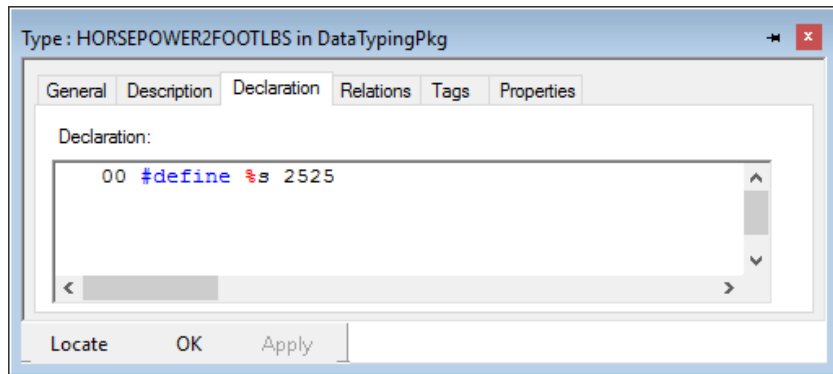 Type : HORSEPOWER2FOOTLBS in DataTypingPkg
General Description Declaration Relations Tags Properties
Declaration:
00 #define %s 2525
Locate OK Apply